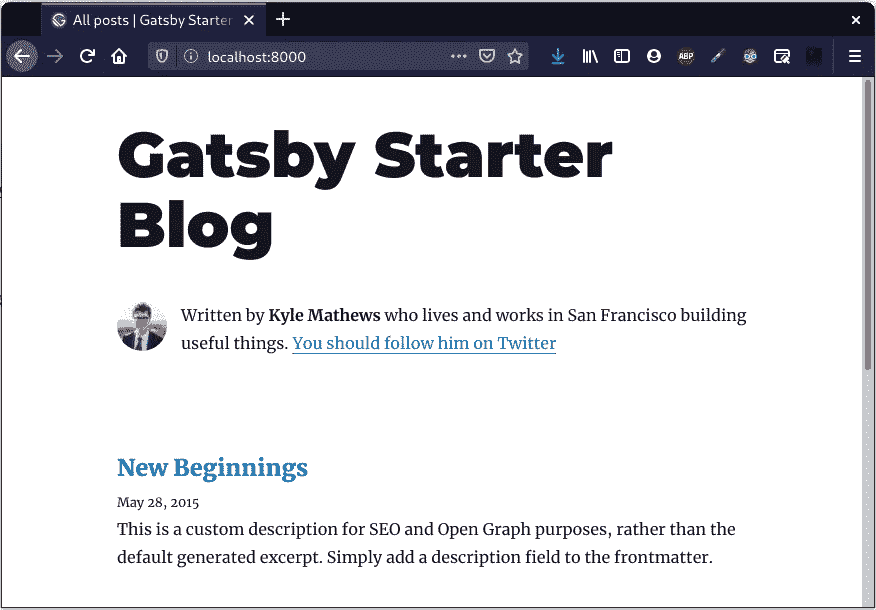 All posts | Gatsby Starter
localhost:8000
ABP
Gatsby Starter
Blog
Written by Kyle Mathews who lives and works in San Francisco building
useful things. You should follow him on Twitter
New Beginnings
May 28, 2015
This is a custom description for SEO and Open Graph purposes, rather than the
default generated excerpt. Simply add a description field to the frontmatter.